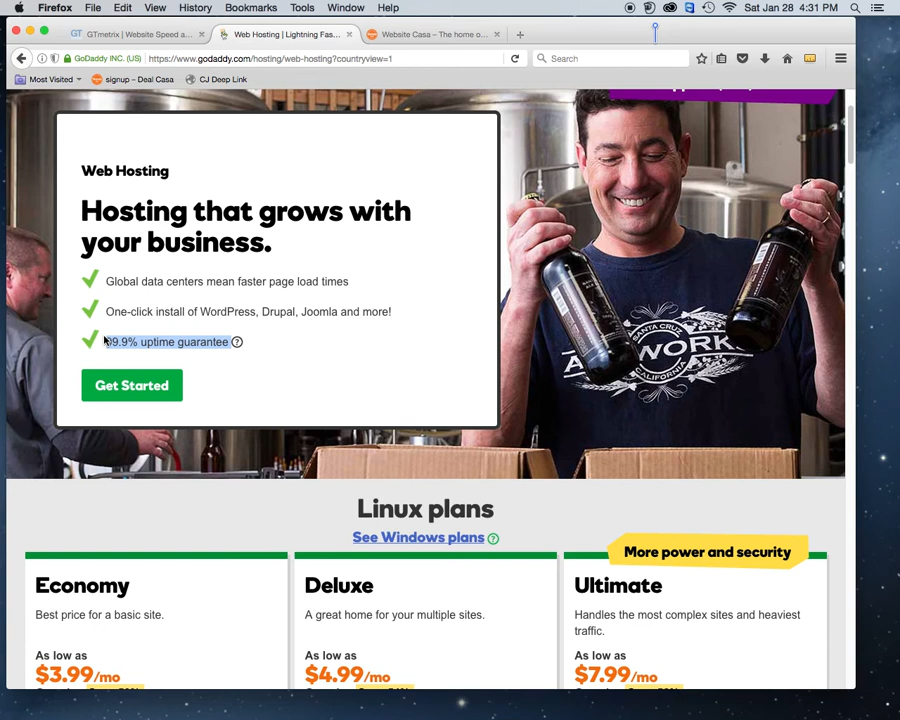 Firefox File Edit View History Bookmarks Tools Window Help Sat Jan 28 4:31 PM
GTmetrix | Website Speed a... Web Hosting | Lightning Fas... Website Casa – The home o...
GoDaddy INC. (US) https://www.godaddy.com/hosting/web-hosting?countryview=1 Search
Most Visited signup – Deal Casa CJ Deep Link
Web Hosting
Hosting that grows with
your business.
Global data centers mean faster page load times
One-click install of WordPress, Drupal, Joomla and more!
99.9% uptime guarantee ?
Get Started
SANTA CRUZ
WORK
CALIFORNIA
Linux plans
See Windows plans ?
More power and security
Economy
Best price for a basic site.
As low as
$3.99/mo
Deluxe
A great home for your multiple sites.
As low as
$4.99/mo
Ultimate
Handles the most complex sites and heaviest
traffic.
As low as
$7.99/mo